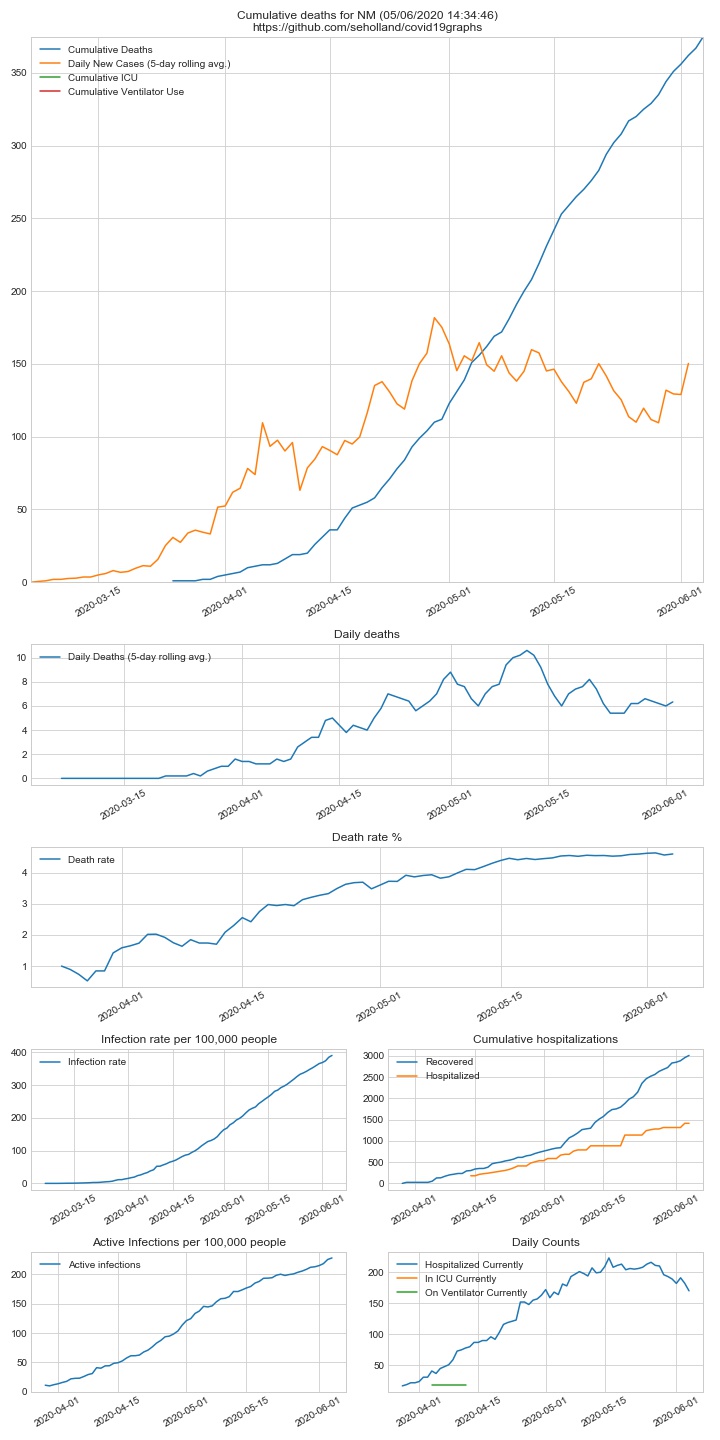 Cumulative deaths for NM (05/06/2020 14:34:46)
https://github.com/seholland/covid19graphs
Cumulative Deaths
Daily New Cases (5-day rolling avg.)
Cumulative ICU
Cumulative Ventilator Use
350
300
250
200
150
100
50
0
2020-03-15 2020-04-01 2020-04-15 2020-05-01 2020-05-15 2020-06-01
Daily deaths
Daily Deaths (5-day rolling avg.)
10
8
6
4
2
0
2020-03-15 2020-04-01 2020-04-15 2020-05-01 2020-05-15 2020-06-01
Death rate %
Death rate
4
3
2
1
2020-04-01 2020-04-15 2020-05-01 2020-05-15 2020-06-01
Infection rate per 100,000 people
Infection rate
400
300
200
100
0
2020-03-15 2020-04-01 2020-04-15 2020-05-01 2020-05-15 2020-06-01
Cumulative hospitalizations
Recovered
Hospitalized
3000
2500
2000
1500
1000
500
0
2020-04-01 2020-04-15 2020-05-01 2020-05-15 2020-06-01
Active Infections per 100,000 people
Active infections
200
150
100
50
0
2020-04-01 2020-04-15 2020-05-01 2020-05-15 2020-06-01
Daily Counts
Hospitalized Currently
In ICU Currently
On Ventilator Currently
200
150
100
50
2020-04-01 2020-04-15 2020-05-01 2020-05-15 2020-06-01